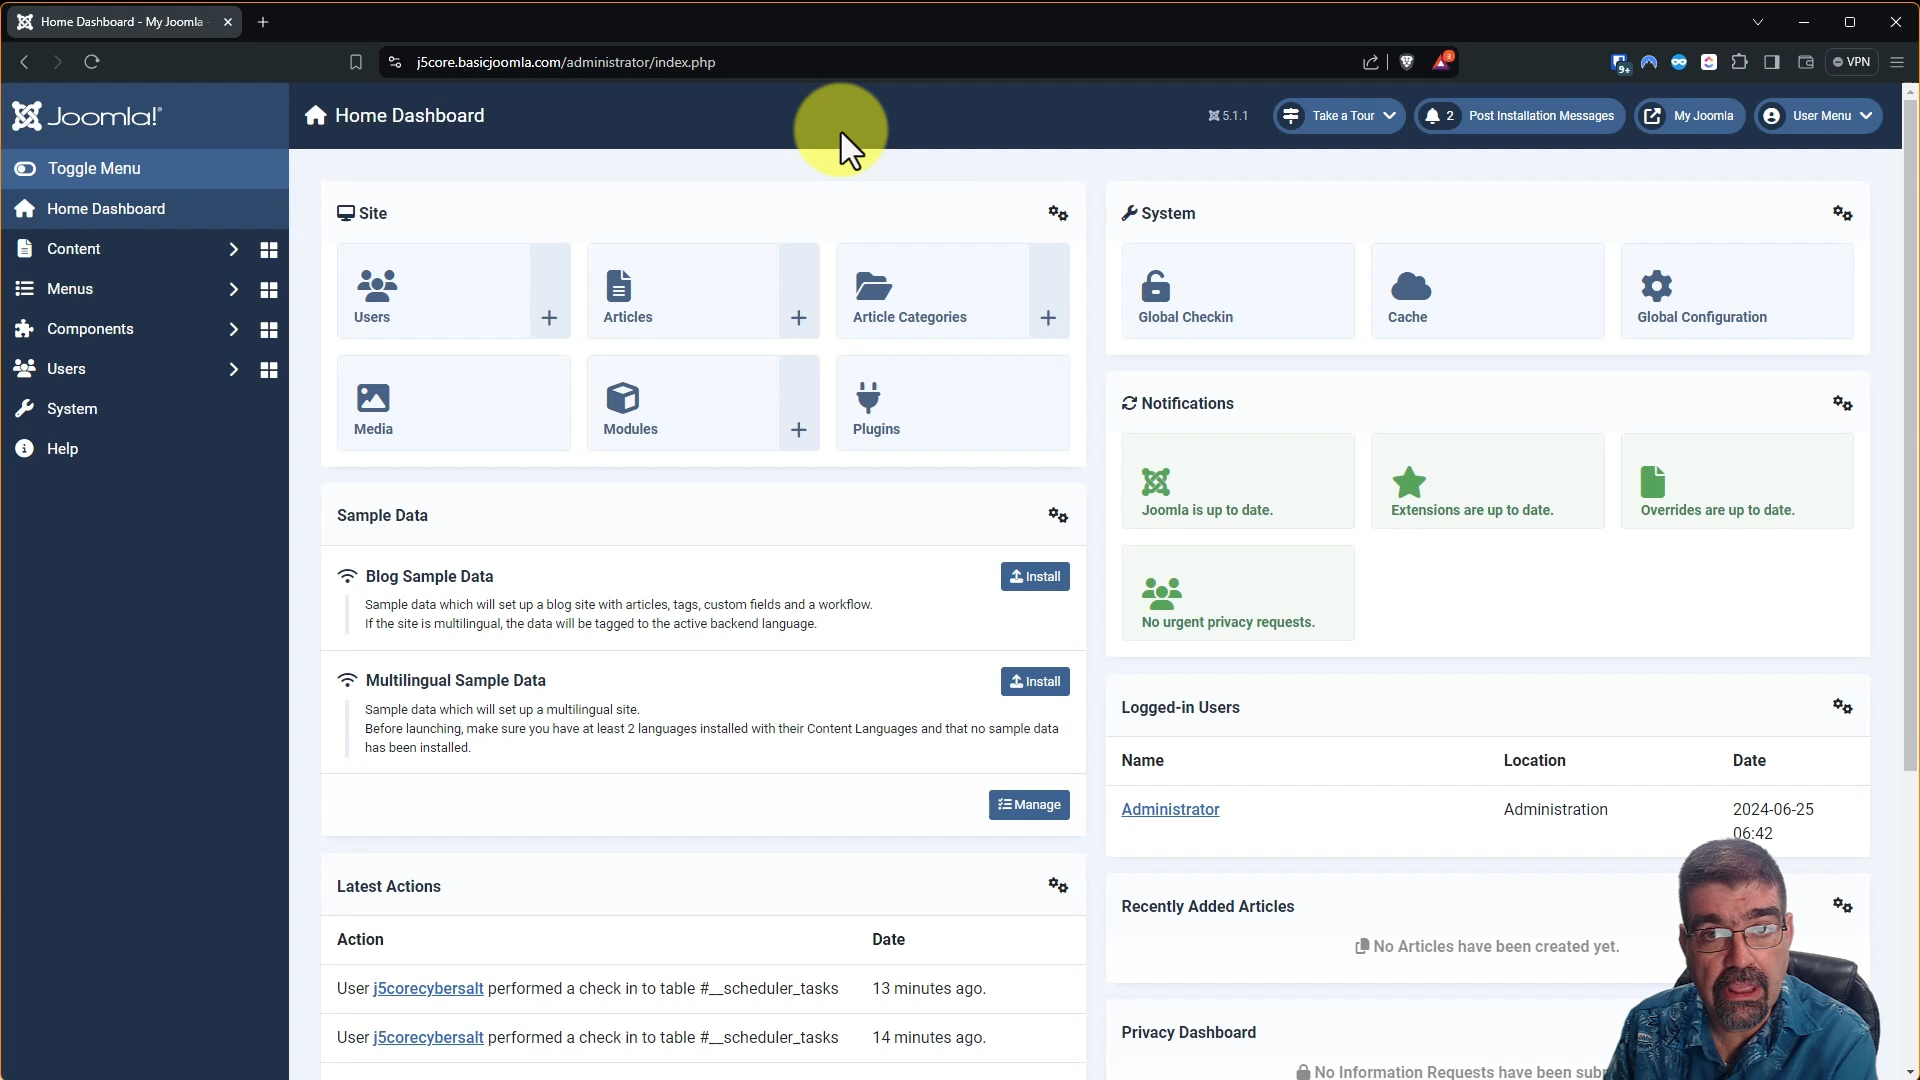 Home Dashboard - My Joomla
j5core.basicjoomla.com/administrator/index.php
3
9+
VPN
Joomla!
Home Dashboard
5.1.1
Take a Tour
2
Post Installation Messages
My Joomla
User Menu
Toggle Menu
Home Dashboard
Content
Menus
Components
Users
System
Help
Site
Users
Articles
Article Categories
Media
Modules
Plugins
Sample Data
Blog Sample Data
Install
Sample data which will set up a blog site with articles, tags, custom fields and a workflow.
If the site is multilingual, the data will be tagged to the active backend language.
Multilingual Sample Data
Install
Sample data which will set up a multilingual site.
Before launching, make sure you have at least 2 languages installed with their Content Languages and that no sample data
has been installed.
Manage
Latest Actions
Action Date
User j5corecybersalt performed a check in to table #__scheduler_tasks 13 minutes ago.
User j5corecybersalt performed a check in to table #__scheduler_tasks 14 minutes ago.
System
Global Checkin
Cache
Global Configuration
Notifications
Joomla is up to date.
Extensions are up to date.
Overrides are up to date.
No urgent privacy requests.
Logged-in Users
Name Location Date
Administrator Administration 2024-06-25
06:42
Recently Added Articles
No Articles have been created yet.
Privacy Dashboard
No Information Requests have been